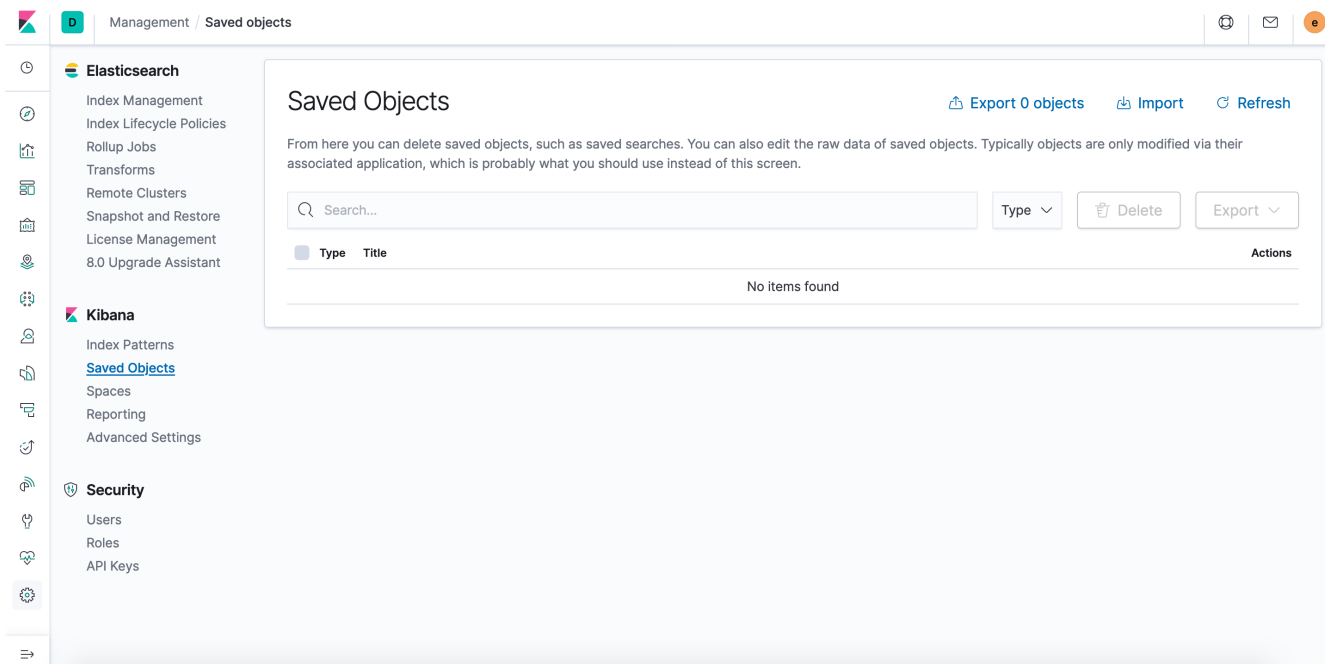 D Management / Saved objects e
Elasticsearch
Index Management
Index Lifecycle Policies
Rollup Jobs
Transforms
Remote Clusters
Snapshot and Restore
License Management
8.0 Upgrade Assistant
Kibana
Index Patterns
Saved Objects
Spaces
Reporting
Advanced Settings
Security
Users
Roles
API Keys
Saved Objects
Export 0 objects Import Refresh
From here you can delete saved objects, such as saved searches. You can also edit the raw data of saved objects. Typically objects are only modified via their
associated application, which is probably what you should use instead of this screen.
Search... Type Delete Export
Type Title Actions
No items found